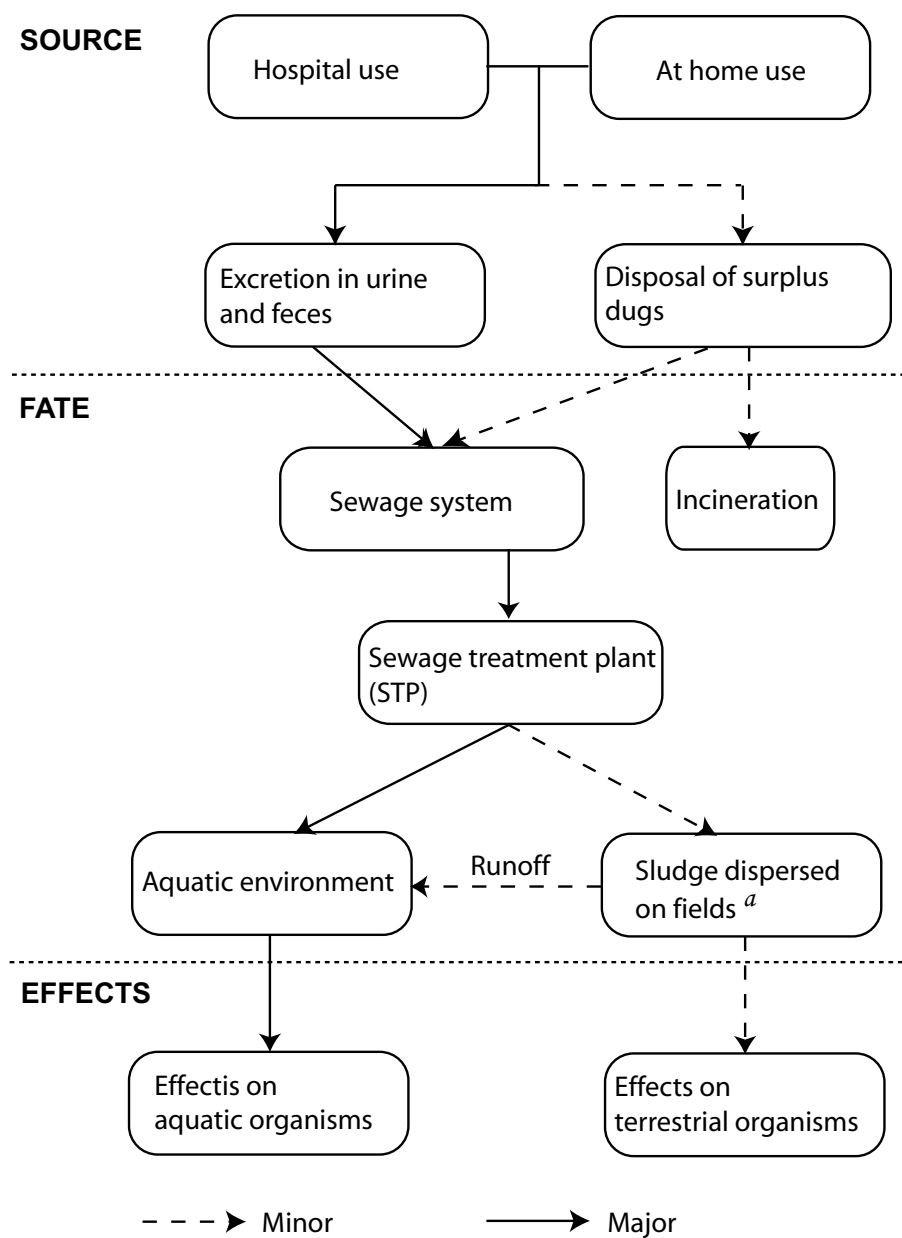 SOURCE
Hospital use
At home use
Excretion in urine
and feces
Disposal of surplus
dugs
FATE
Sewage system
Incineration
Sewage treatment plant
(STP)
Aquatic environment
Runoff
Sludge dispersed
on fields a
EFFECTS
Effectis on
aquatic organisms
Effects on
terrestrial organisms
Minor
Major